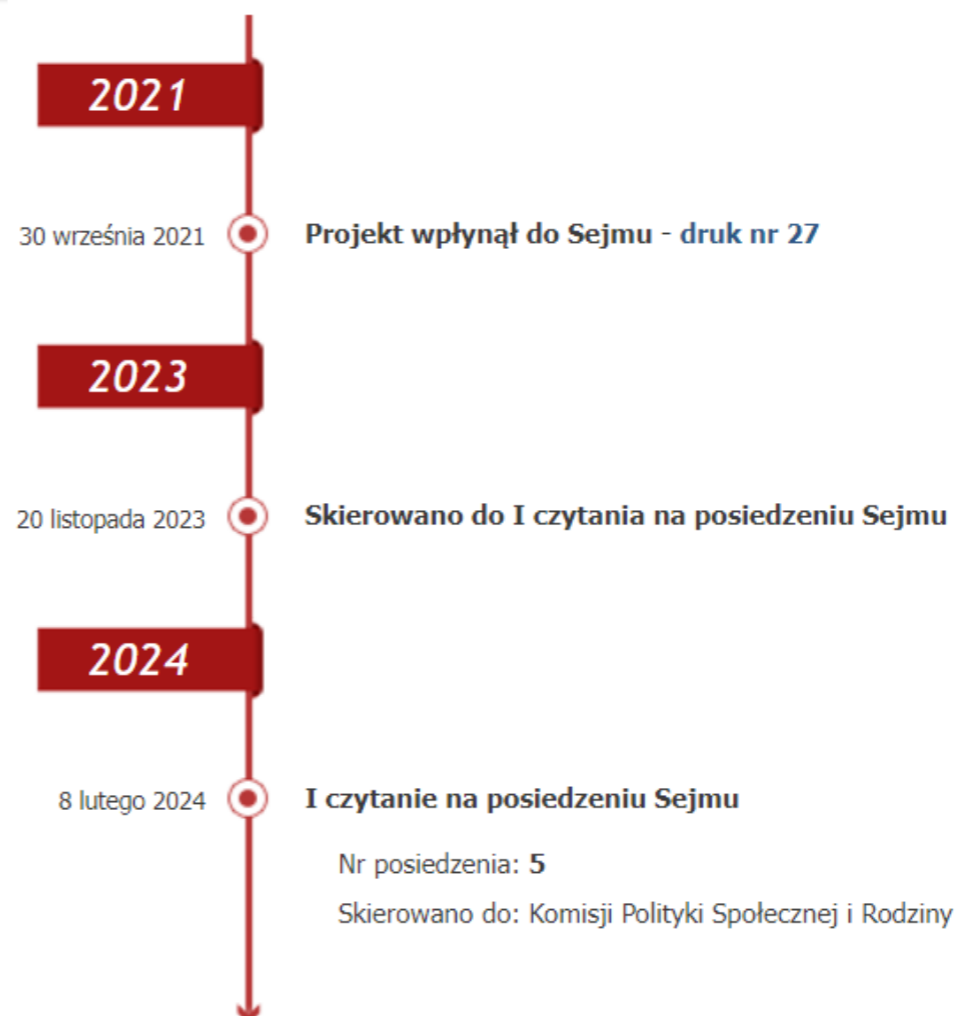 2021
30 września 2021 Projekt wpłynął do Sejmu - druk nr 27
2023
20 listopada 2023 Skierowano do I czytania na posiedzeniu Sejmu
2024
8 lutego 2024 I czytanie na posiedzeniu Sejmu
Nr posiedzenia: 5
Skierowano do: Komisji Polityki Społecznej i Rodziny